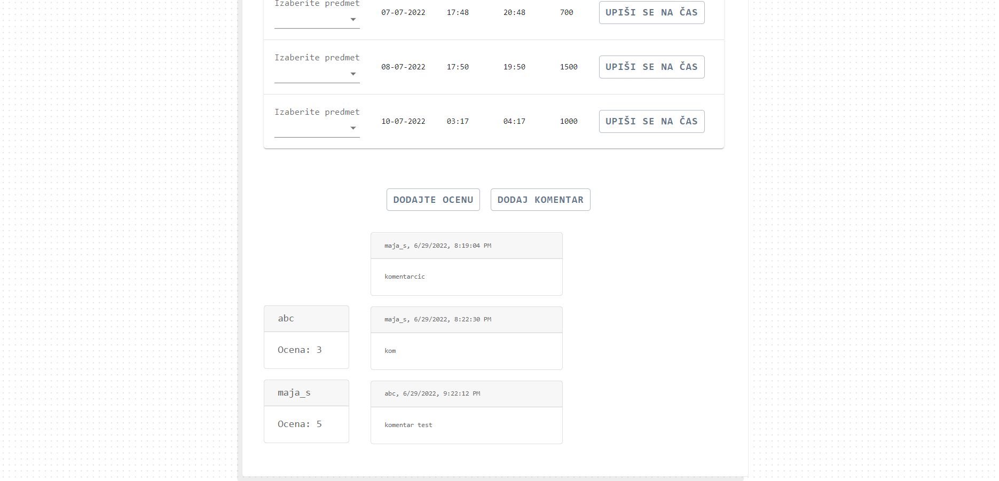 Izaberite predmet
07-07-2022 17:48 20:48 700 UPIŠI SE NA ČAS
Izaberite predmet
08-07-2022 17:50 19:50 1500 UPIŠI SE NA ČAS
Izaberite predmet
10-07-2022 03:17 04:17 1000 UPIŠI SE NA ČAS
DODAJTE OCENU DODAJ KOMENTAR
maja_s, 6/29/2022, 8:19:04 PM
komentarcic
abc
Ocena: 3
maja_s, 6/29/2022, 8:22:30 PM
kom
maja_s
Ocena: 5
abc, 6/29/2022, 9:22:12 PM
komentar test